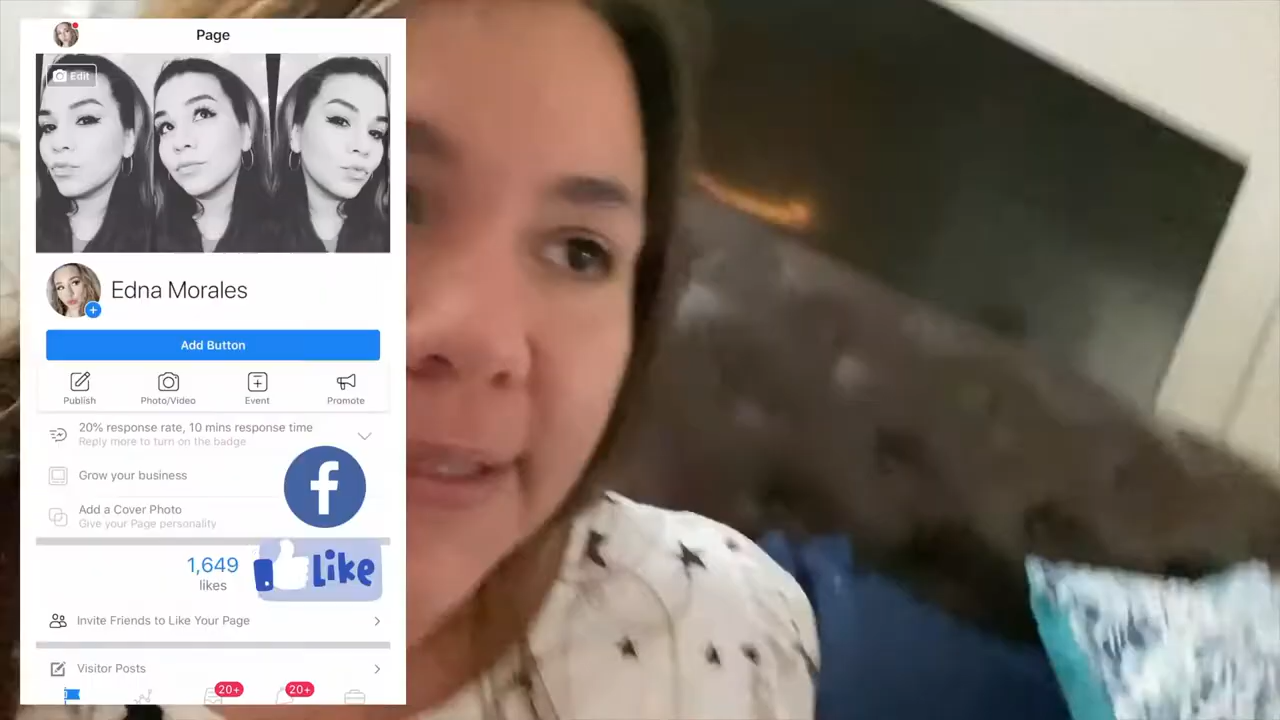 Page
Edit
Edna Morales
Add Button
Publish
Photo/Video
Event
Promote
20% response rate, 10 mins response time
Reply more to turn on the badge
Grow your business
f
Add a Cover Photo
Give your Page personality
1,649
likes
like
Invite Friends to Like Your Page
Visitor Posts
20+
20+